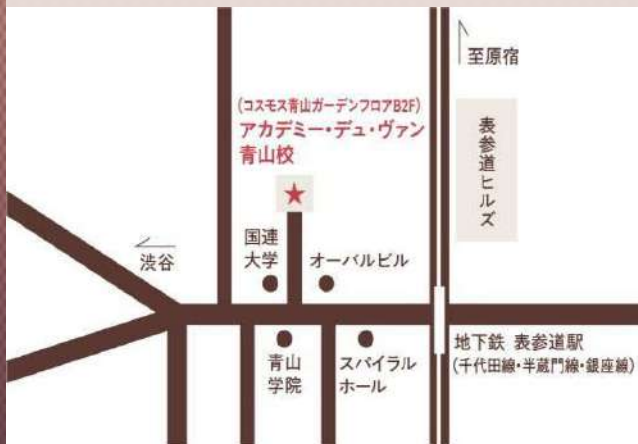 至原宿
(コスモス青山ガーデンフロアB2F)
アカデミー・デュ・ヴァン
青山校
表参道ヒルズ
国連
大学
オーバルビル
渋谷
青山
学院
スパイラル
ホール
地下鉄 表参道駅
(千代田線・半蔵門線・銀座線)